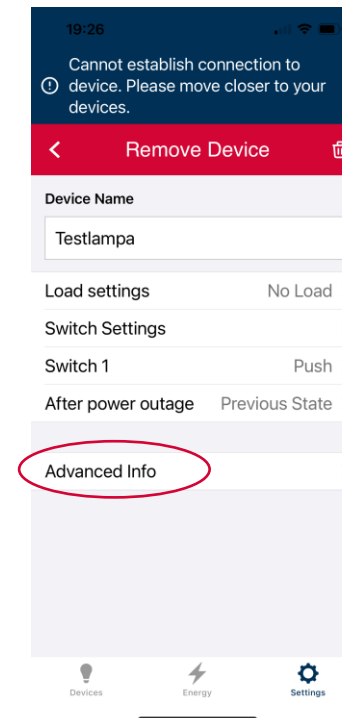 19:26
Cannot establish connection to
device. Please move closer to your
devices.
Remove Device
Device Name
Testlampa
Load settings No Load
Switch Settings
Switch 1 Push
After power outage Previous State
Advanced Info
Devices Energy Settings